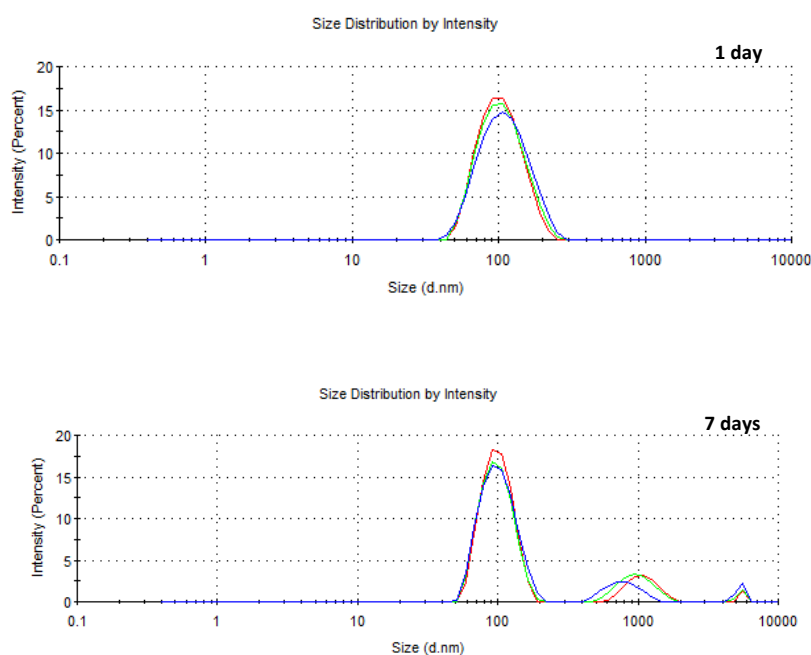 Size Distribution by Intensity
1 day
20
15
10
5
0
Intensity (Percent)
0.1 1 10 100 1000 10000
Size (d.nm)
Size Distribution by Intensity
7 days
20
15
10
5
0
Intensity (Percent)
0.1 1 10 100 1000 10000
Size (d.nm)